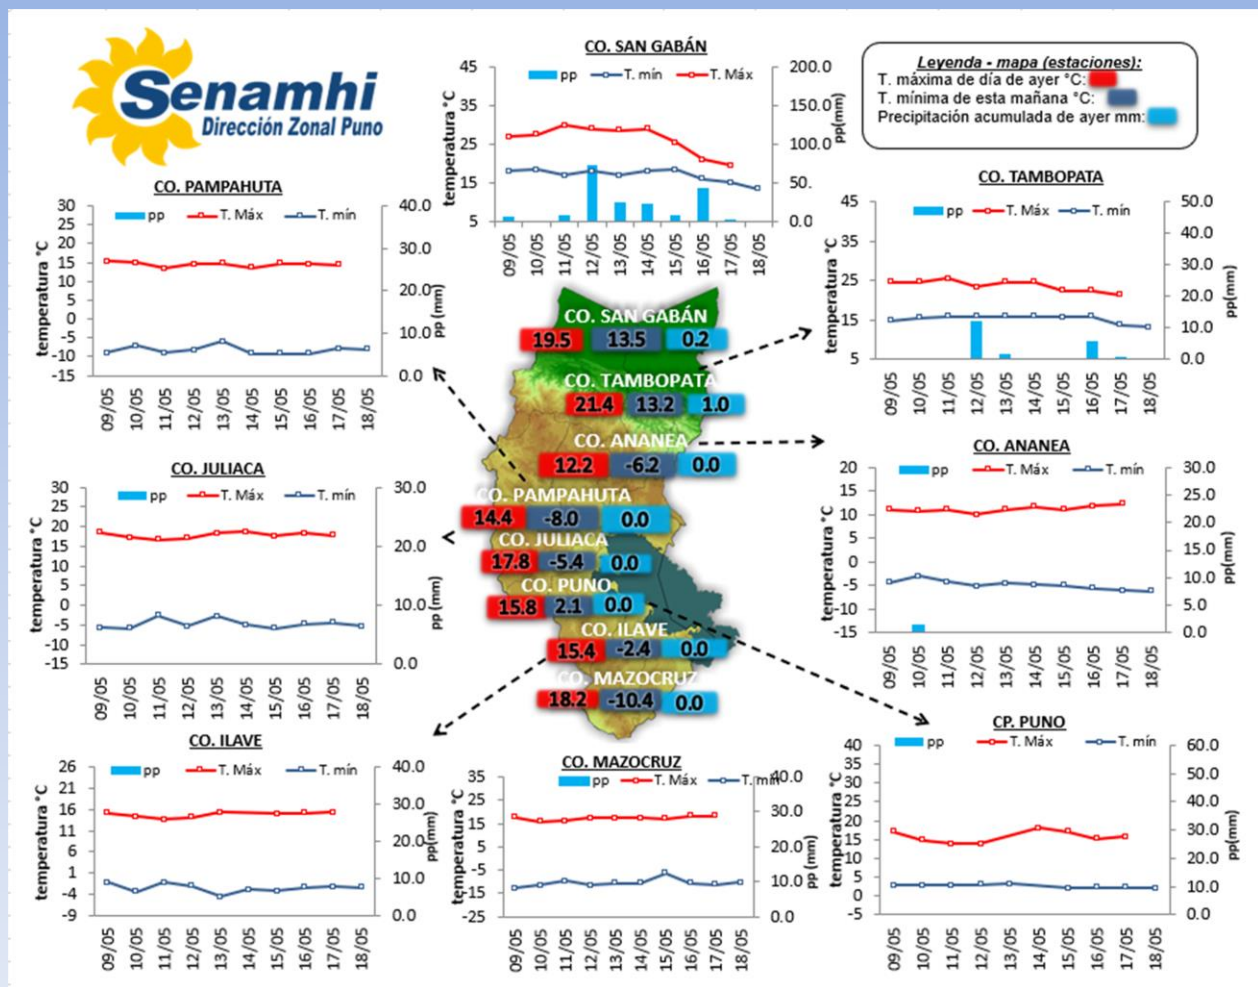 Senamhi
Dirección Zonal Puno
CO. SAN GABÁN
pp T. mín T. Máx
temperatura °C
45
35
25
15
5
200.0
150.0
100.0
50.0
0.0
pp(mm)
09/05 10/05 11/05 12/05 13/05 14/05 15/05 16/05 17/05 18/05
Leyenda - mapa (estaciones):
T. máxima de día de ayer °C:
T. mínima de esta mañana °C:
Precipitación acumulada de ayer mm:
CO. PAMPAHUTA
pp T. Máx T. mín
temperatura °C
30
25
20
15
10
5
0
-5
-10
-15
40.0
30.0
20.0
10.0
0.0
pp (mm)
09/05 10/05 11/05 12/05 13/05 14/05 15/05 16/05 17/05 18/05
CO. TAMBOPATA
pp T. Máx T. mín
temperatura °C
45
35
25
15
5
50.0
40.0
30.0
20.0
10.0
0.0
pp(mm)
09/05 10/05 11/05 12/05 13/05 14/05 15/05 16/05 17/05 18/05
CO. SAN GABÁN
19.5 13.5 0.2
CO. TAMBOPATA
21.4 13.2 1.0
CO. ANANEA
12.2 -6.2 0.0
CO. PAMPAHUTA
14.4 -8.0 0.0
CO. JULIACA
17.8 -5.4 0.0
CO. PUNO
15.8 2.1 0.0
CO. ILAVE
15.4 -2.4 0.0
CO. MAZOCRUZ
18.2 -10.4 0.0
CO. JULIACA
pp T. Máx T. mín
temperatura °C
30
25
20
15
10
5
0
-5
-10
-15
30.0
20.0
10.0
0.0
pp (mm)
09/05 10/05 11/05 12/05 13/05 14/05 15/05 16/05 17/05 18/05
CO. ANANEA
pp T. Máx T. mín
temperatura °C
20
15
10
5
0
-5
-10
-15
30.0
25.0
20.0
15.0
10.0
5.0
0.0
pp(mm)
09/05 10/05 11/05 12/05 13/05 14/05 15/05 16/05 17/05 18/05
CO. ILAVE
pp T. Máx T. mín
temperatura °C
26
21
16
11
6
1
-4
-9
40.0
30.0
20.0
10.0
0.0
pp(mm)
09/05 10/05 11/05 12/05 13/05 14/05 15/05 16/05 17/05 18/05
CO. MAZOCRUZ
pp T. Máx T. mín
temperatura °C
35
25
15
5
-5
-15
-25
40.0
30.0
20.0
10.0
0.0
pp (mm)
09/05 10/05 11/05 12/05 13/05 14/05 15/05 16/05 17/05 18/05
CP. PUNO
pp T. Máx T. mín
temperatura °C
40
35
30
25
20
15
10
5
0
-5
60.0
50.0
40.0
30.0
20.0
10.0
0.0
pp(mm)
09/05 10/05 11/05 12/05 13/05 14/05 15/05 16/05 17/05 18/05